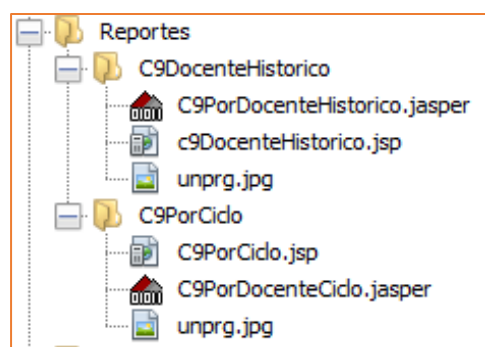 Reportes
C9DocenteHistorico
C9PorDocenteHistorico.jasper
c9DocenteHistorico.jsp
unprg.jpg
C9PorCiclo
C9PorCiclo.jsp
C9PorDocenteCiclo.jasper
unprg.jpg